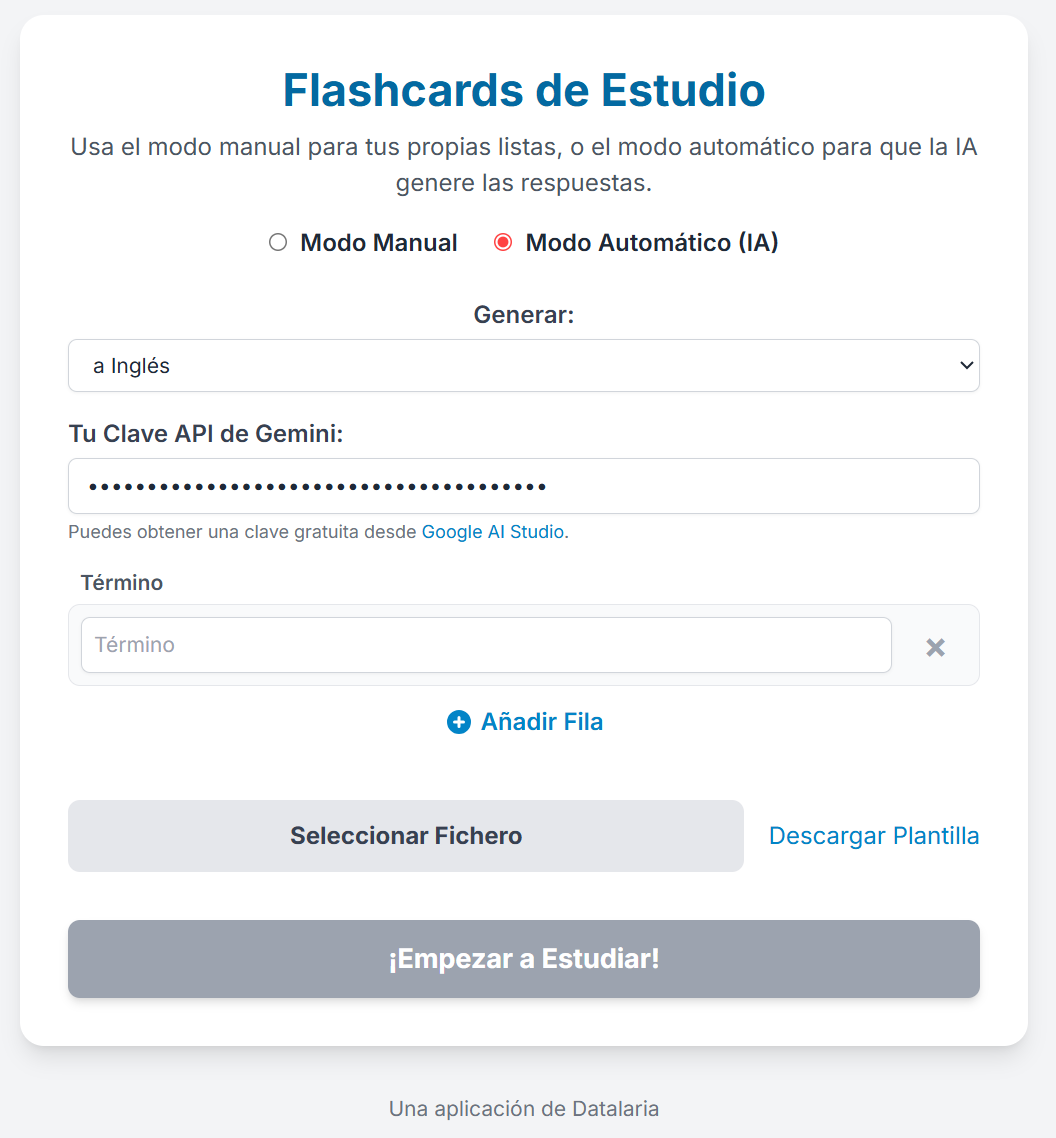 Flashcards de Estudio
Usa el modo manual para tus propias listas, o el modo automático para que la IA
genere las respuestas.
Modo Manual
Modo Automático (IA)
Generar:
a Inglés
Tu Clave API de Gemini:
•••••••••••••••••••••••••••••••••••••••
Puedes obtener una clave gratuita desde Google AI Studio.
Término
Término
Añadir Fila
Seleccionar Fichero
Descargar Plantilla
¡Empezar a Estudiar!
Una aplicación de Datalaria